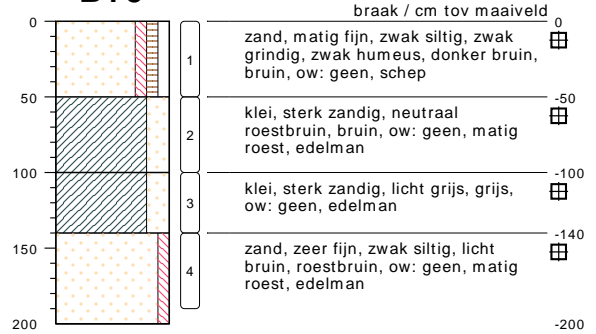 braak / cm tov maaiveld
0
0
zand, matig fijn, zwak siltig, zwak
grindig, zwak humeus, donker bruin,
bruin, ow: geen, schep
1
50
-50
klei, sterk zandig, neutraal
roestbruin, bruin, ow: geen, matig
roest, edelman
2
100
-100
klei, sterk zandig, licht grijs, grijs,
ow: geen, edelman
3
-140
150
zand, zeer fijn, zwak siltig, licht
bruin, roestbruin, ow: geen, matig
roest, edelman
4
200
-200